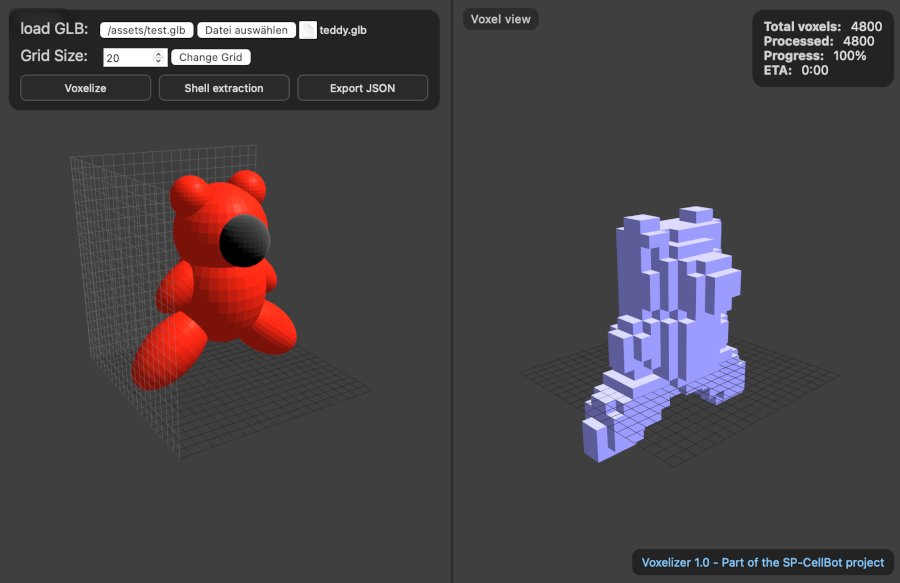 load GLB: /assets/test.glb Datei auswählen teddy.glb
Grid Size: 20 Change Grid
Voxelize Shell extraction Export JSON
Voxel view
Total voxels: 4800
Processed: 4800
Progress: 100%
ETA: 0:00
Voxelizer 1.0 - Part of the SP-CellBot project